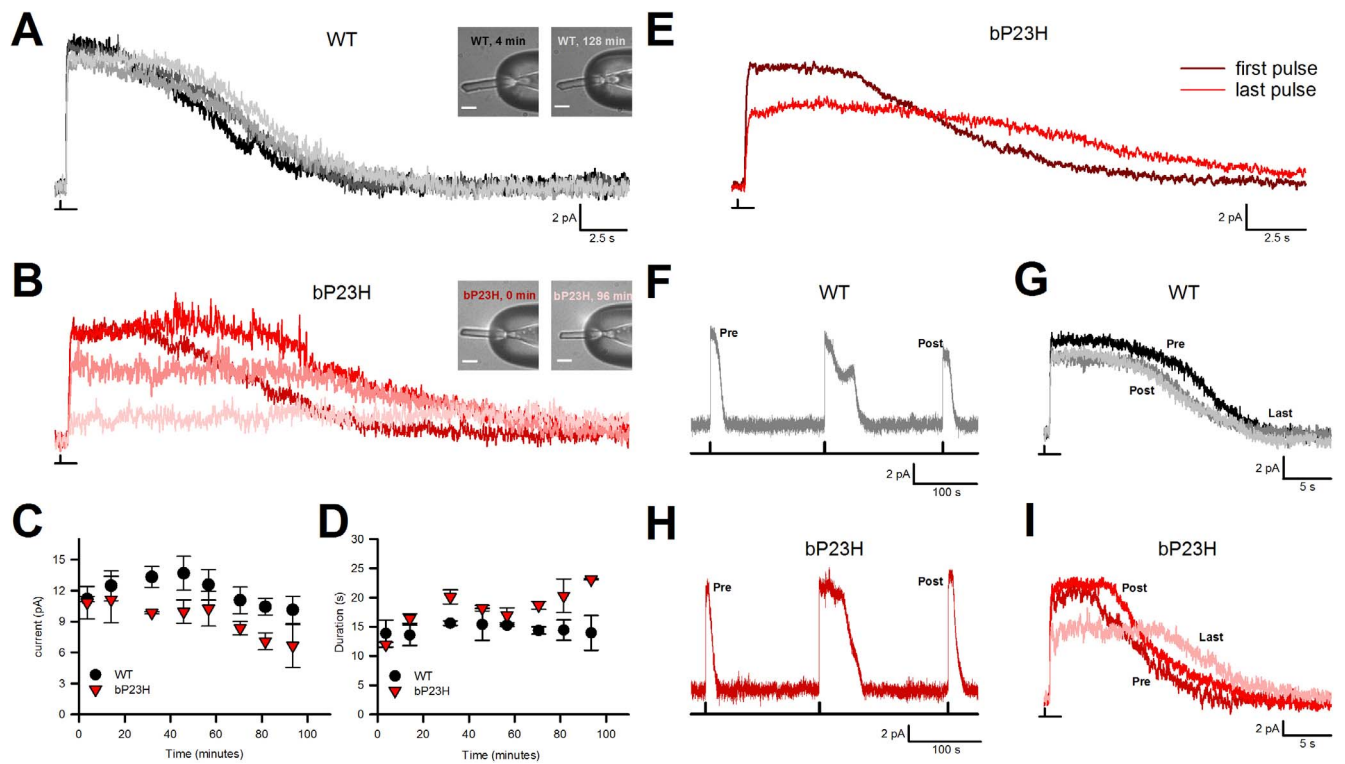 A
WT
WT, 4 min
WT, 128 min
2 pA
2.5 s
B
bP23H
bP23H, 0 min
bP23H, 96 min
C
current (pA)
15
12
9
6
3
0
WT
bP23H
0 20 40 60 80 100
Time (minutes)
D
Duration (s)
30
25
20
15
10
5
0
WT
bP23H
0 20 40 60 80 100
Time (minutes)
E
bP23H
first pulse
last pulse
2 pA
2.5 s
F
WT
Pre
Post
2 pA
100 s
G
WT
Pre
Post
Last
2 pA
5 s
H
bP23H
Pre
Post
2 pA
100 s
I
bP23H
Post
Last
Pre
2 pA
5 s